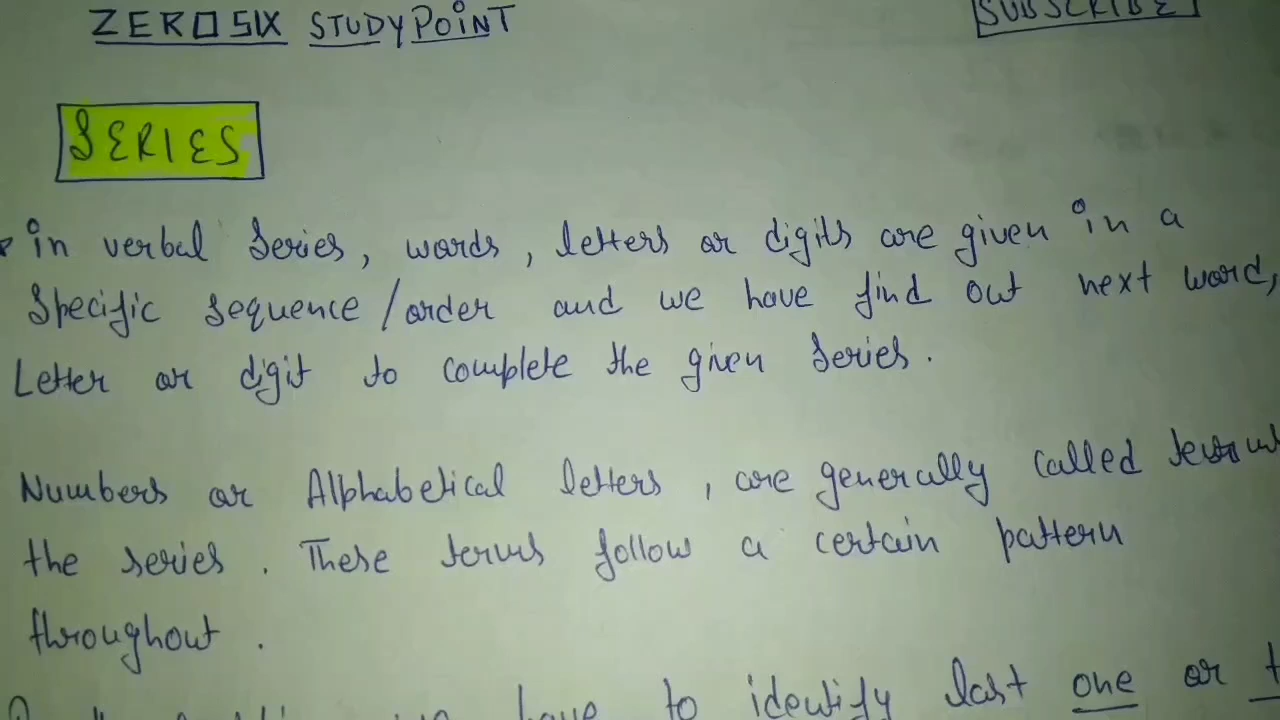 ZERO SIX STUDY POINT
SUBSCRIBE
SERIES
In verbal series, words, letters or digits are given in a
specific sequence/order and we have find out next word,
Letter or digit to complete the given series.
Numbers or Alphabetical letters, are generally called terms
the series. These terms follow a certain pattern
throughout.
have to identify last one or